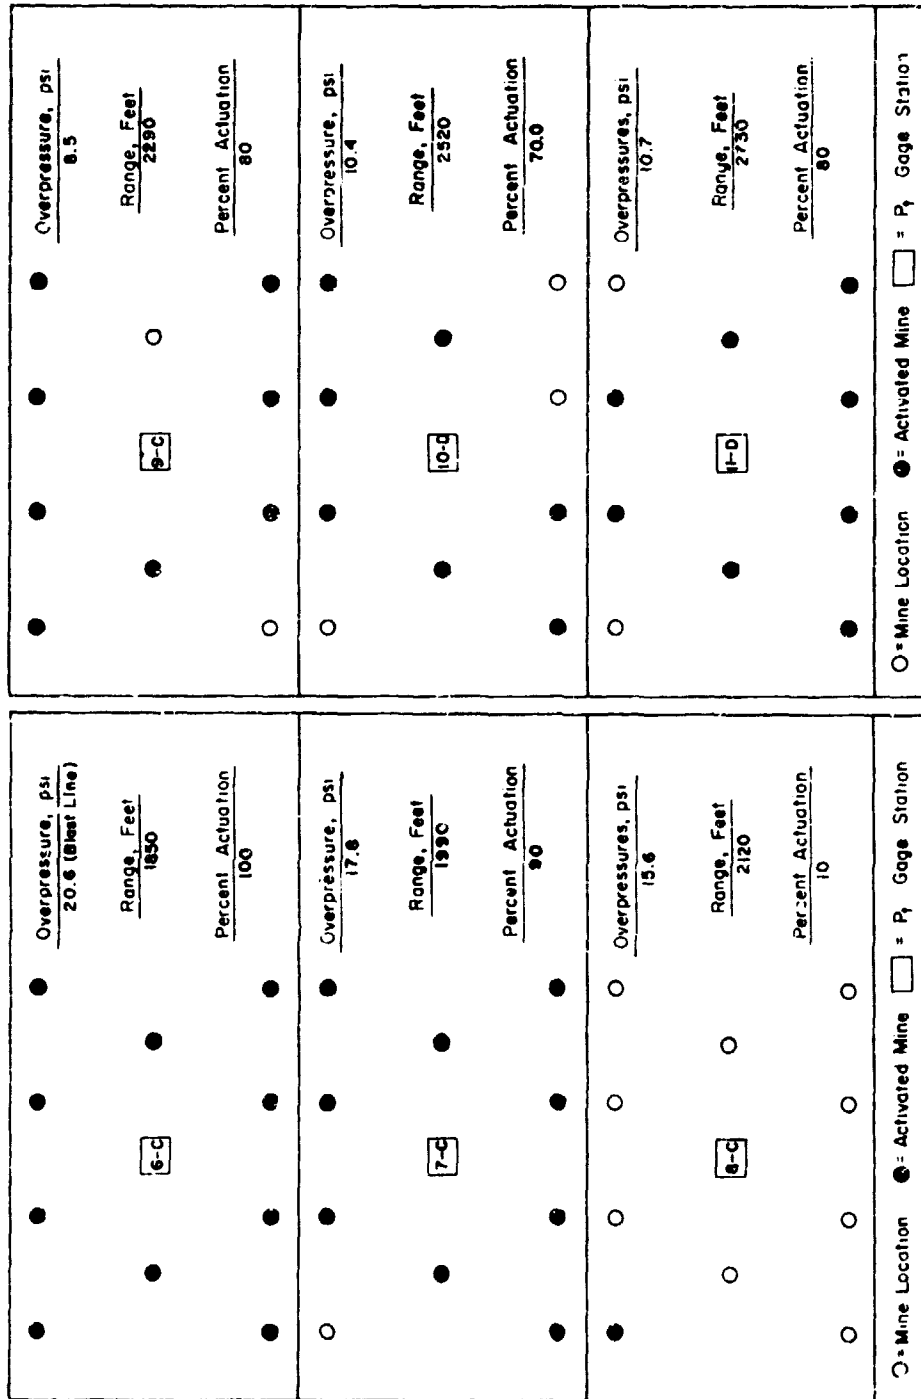 Overpressure, psi
20.6 (Blast Line)
Range, Feet
1850
Percent Actuation
100
6-C
Overpressure, psi
17.8
Range, Feet
1990
Percent Actuation
90
7-C
Overpressures, psi
15.6
Range, Feet
2120
Percent Actuation
10
8-C
O = Mine Location ● = Activated Mine □ = Pt Gage Station
Overpressure, psi
8.5
Range, Feet
2290
Percent Actuation
80
9-C
Overpressure, psi
10.4
Range, Feet
2520
Percent Actuation
70.0
10-D
Overpressures, psi
10.7
Range, Feet
2730
Percent Actuation
80
11-D
O = Mine Location ● = Activated Mine □ = Pt Gage Station